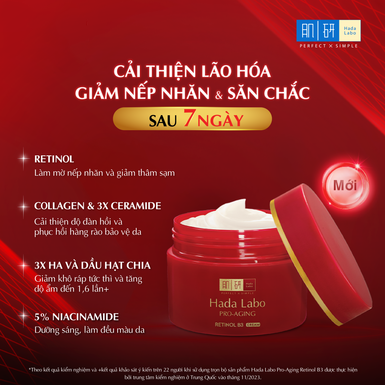 肌研
Hada
Labo
PERFECT × SIMPLE
CẢI THIỆN LÃO HÓA
GIẢM NẾP NHĂN & SĂN CHẮC
SAU 7 NGÀY
RETINOL
Làm mờ nếp nhăn và giảm thâm sạm
Mới
COLLAGEN & 3X CERAMIDE
Cải thiện độ đàn hồi và
phục hồi hàng rào bảo vệ da
3X HA VÀ DẦU HẠT CHIA
Giảm khô ráp tức thì và tăng
độ ẩm đến 1,6 lần+
5% NIACINAMIDE
Dưỡng sáng, làm đều màu da
肌研
Hada Labo
PRO-AGING
RETINOL B3 CREAM
*Theo kết quả kiểm nghiệm và +kết quả khảo sát ý kiến trên 22 người khi sử dụng trọn bộ sản phẩm Hada Labo Pro-Aging Retinol B3 được thực hiện
bởi trung tâm kiểm nghiệm ở Trung Quốc vào tháng 11/2023.